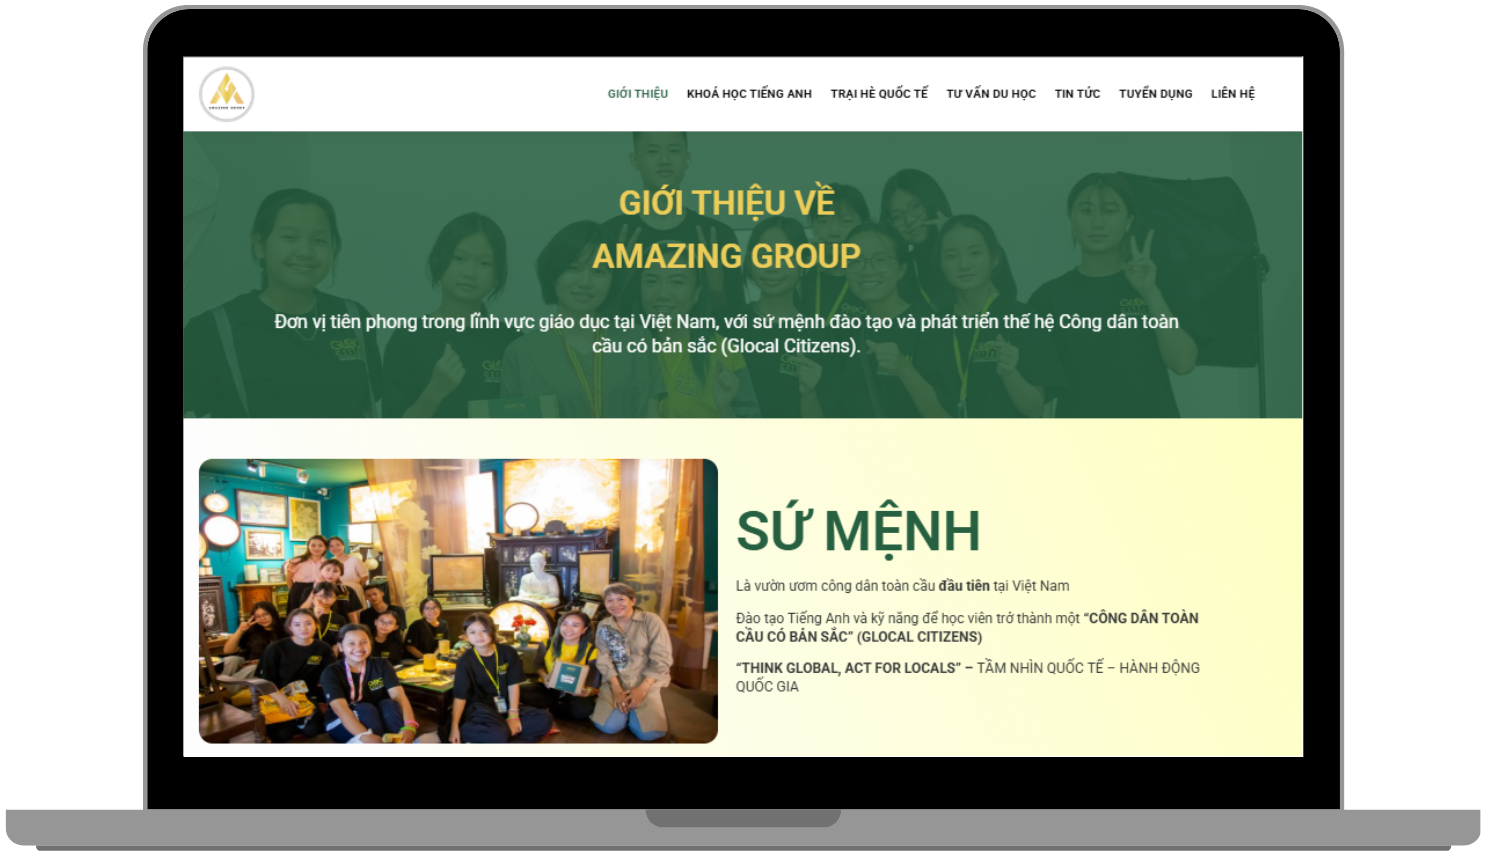 AMAZING GROUP
GIỚI THIỆU
KHOÁ HỌC TIẾNG ANH
TRẠI HÈ QUỐC TẾ
TƯ VẤN DU HỌC
TIN TỨC
TUYỂN DỤNG
LIÊN HỆ
GIỚI THIỆU VỀ
AMAZING GROUP
Đơn vị tiên phong trong lĩnh vực giáo dục tại Việt Nam, với sứ mệnh đào tạo và phát triển thế hệ Công dân toàn
cầu có bản sắc (Glocal Citizens).
SỨ MỆNH
Là vườn ươm công dân toàn cầu đầu tiên tại Việt Nam
Đào tạo Tiếng Anh và kỹ năng để học viên trở thành một “CÔNG DÂN TOÀN
CẦU CÓ BẢN SẮC” (GLOCAL CITIZENS)
“THINK GLOBAL, ACT FOR LOCALS” – TẦM NHÌN QUỐC TẾ – HÀNH ĐỘNG
QUỐC GIA